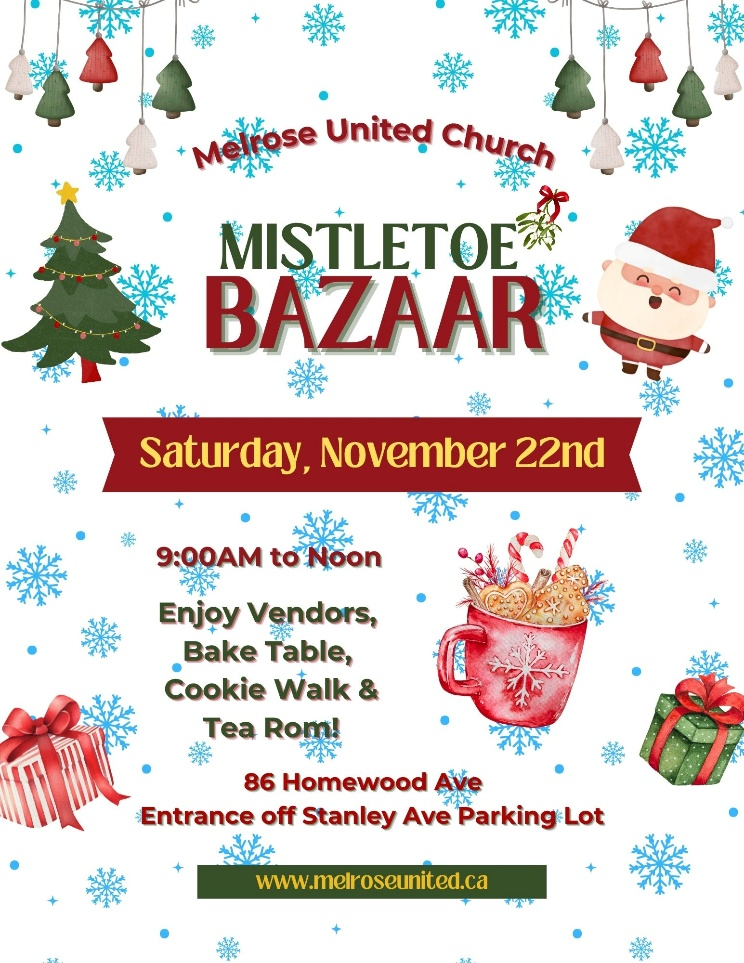 Melrose United Church
MISTLETOE
BAZAAR
Saturday, November 22nd
9:00AM to Noon
Enjoy Vendors,
Bake Table,
Cookie Walk &
Tea Rom!
86 Homewood Ave
Entrance off Stanley Ave Parking Lot
www.melroseunited.ca